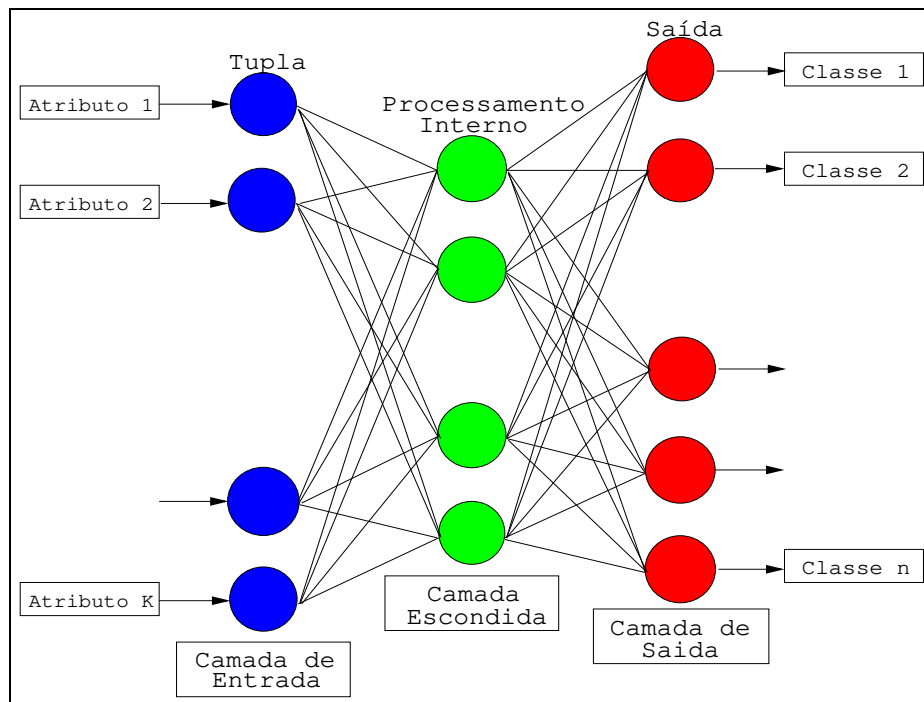 Saída
Tupla
Classe 1
Atributo 1
Processamento
Interno
Classe 2
Atributo 2
Classe n
Atributo K
Camada
Escondida
Camada de
Saida
Camada de
Entrada